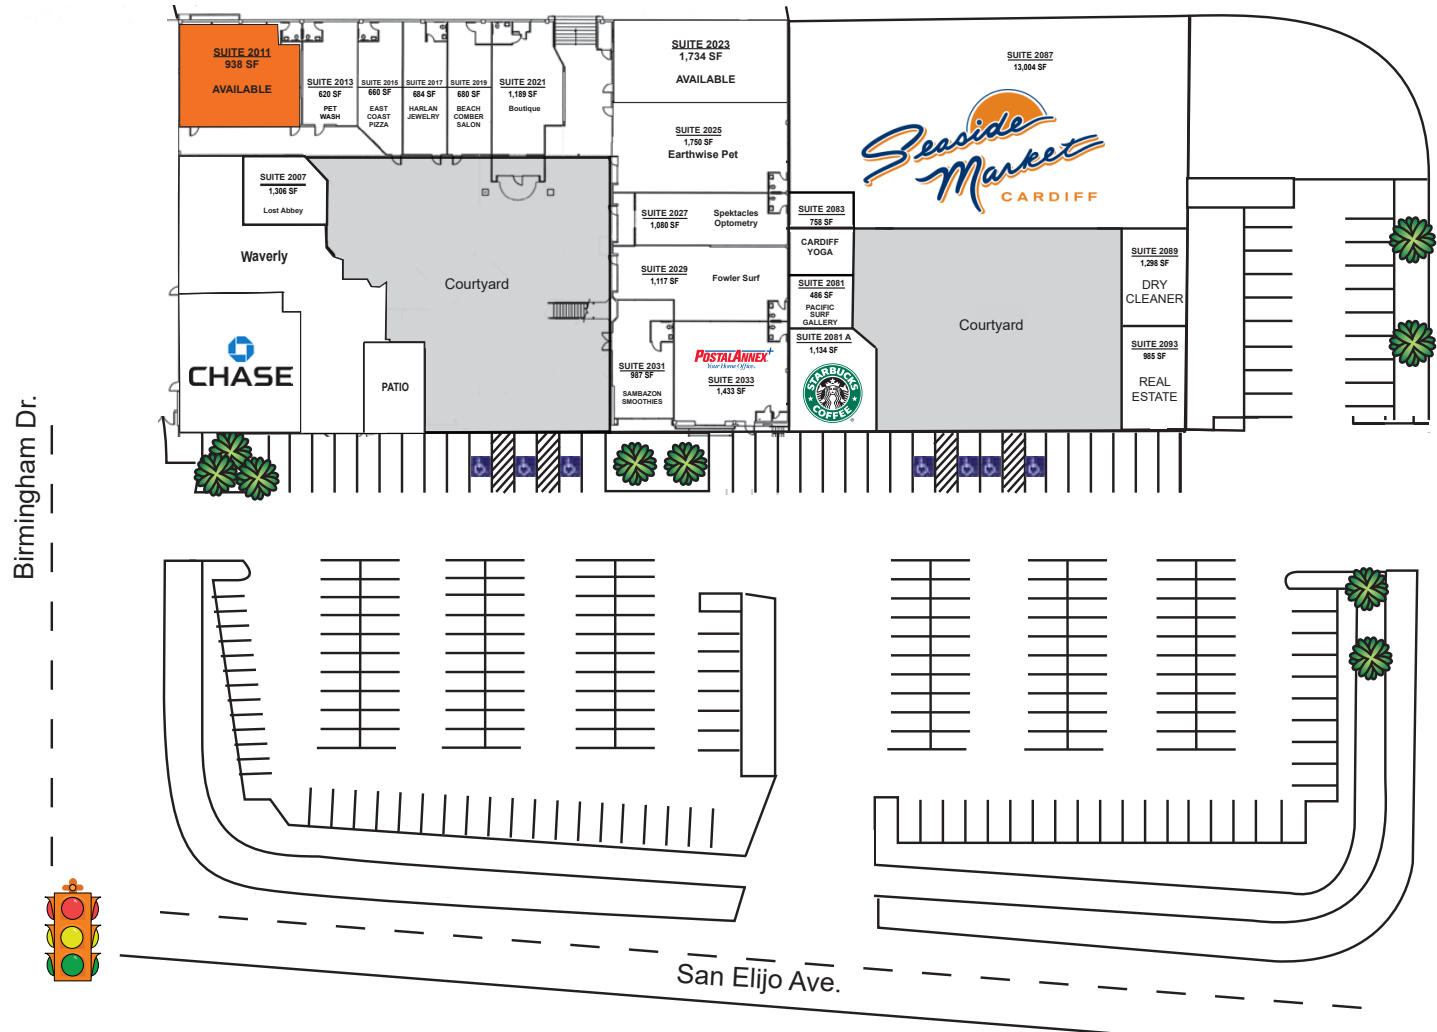 SUITE 2011
938 SF
AVAILABLE
SUITE 2013
620 SF
PET
WASH
SUITE 2015
660 SF
EAST
COAST
PIZZA
SUITE 2017
684 SF
HARLAN
JEWELRY
SUITE 2019
680 SF
BEACH
COMBER
SALON
SUITE 2021
1,189 SF
Boutique
SUITE 2023
1,734 SF
AVAILABLE
SUITE 2025
1,750 SF
Earthwise Pet
SUITE 2087
13,004 SF
Seaside
Market
CARDIFF
SUITE 2007
1,306 SF
Lost Abbey
Waverly
CHASE
PATIO
Courtyard
SUITE 2027
1,080 SF
Spektacles
Optometry
SUITE 2029
1,117 SF
Fowler Surf
SUITE 2031
987 SF
SAMBAZON
SMOOTHIES
POSTALANNEX+
Your Home Office.
SUITE 2033
1,433 SF
SUITE 2083
758 SF
CARDIFF
YOGA
SUITE 2081
486 SF
PACIFIC
SURF
GALLERY
SUITE 2081 A
1,134 SF
STARBUCKS
COFFEE
Courtyard
SUITE 2089
1,298 SF
DRY
CLEANER
SUITE 2093
985 SF
REAL
ESTATE
Birmingham Dr.
San Elijo Ave.